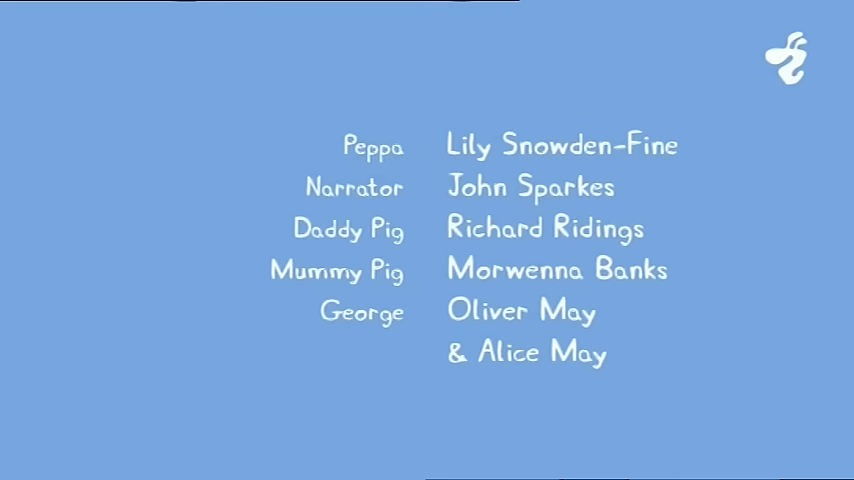 Peppa Lily Snowden-Fine
Narrator John Sparkes
Daddy Pig Richard Ridings
Mummy Pig Morwenna Banks
George Oliver May
& Alice May